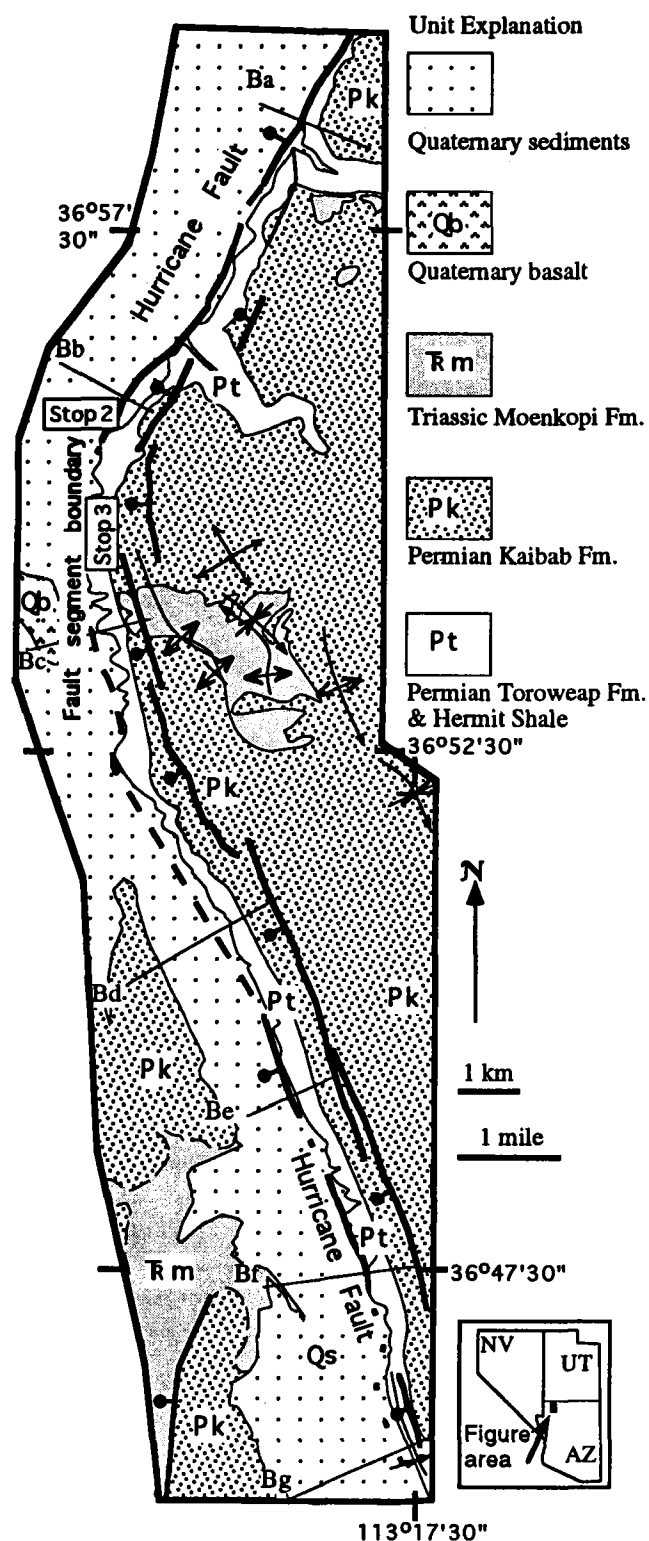 Unit Explanation
Quaternary sediments
Qb
Quaternary basalt
TRm
Triassic Moenkopi Fm.
Pk
Permian Kaibab Fm.
Pt
Permian Toroweap Fm.
& Hermit Shale
Ba
Pk
Hurricane Fault
36°57'
30"
Bb
Pt
Stop 2
Fault segment boundary
Stop 3
Qb
Bc
36°52'30"
Pk
N
Bd
Pt
Pk
Pk
1 km
Be
1 mile
Hurricane Fault
Pt
TRm
Bf
36°47'30"
Qs
NV
UT
Figure
area
AZ
Pk
Bg
113°17'30"